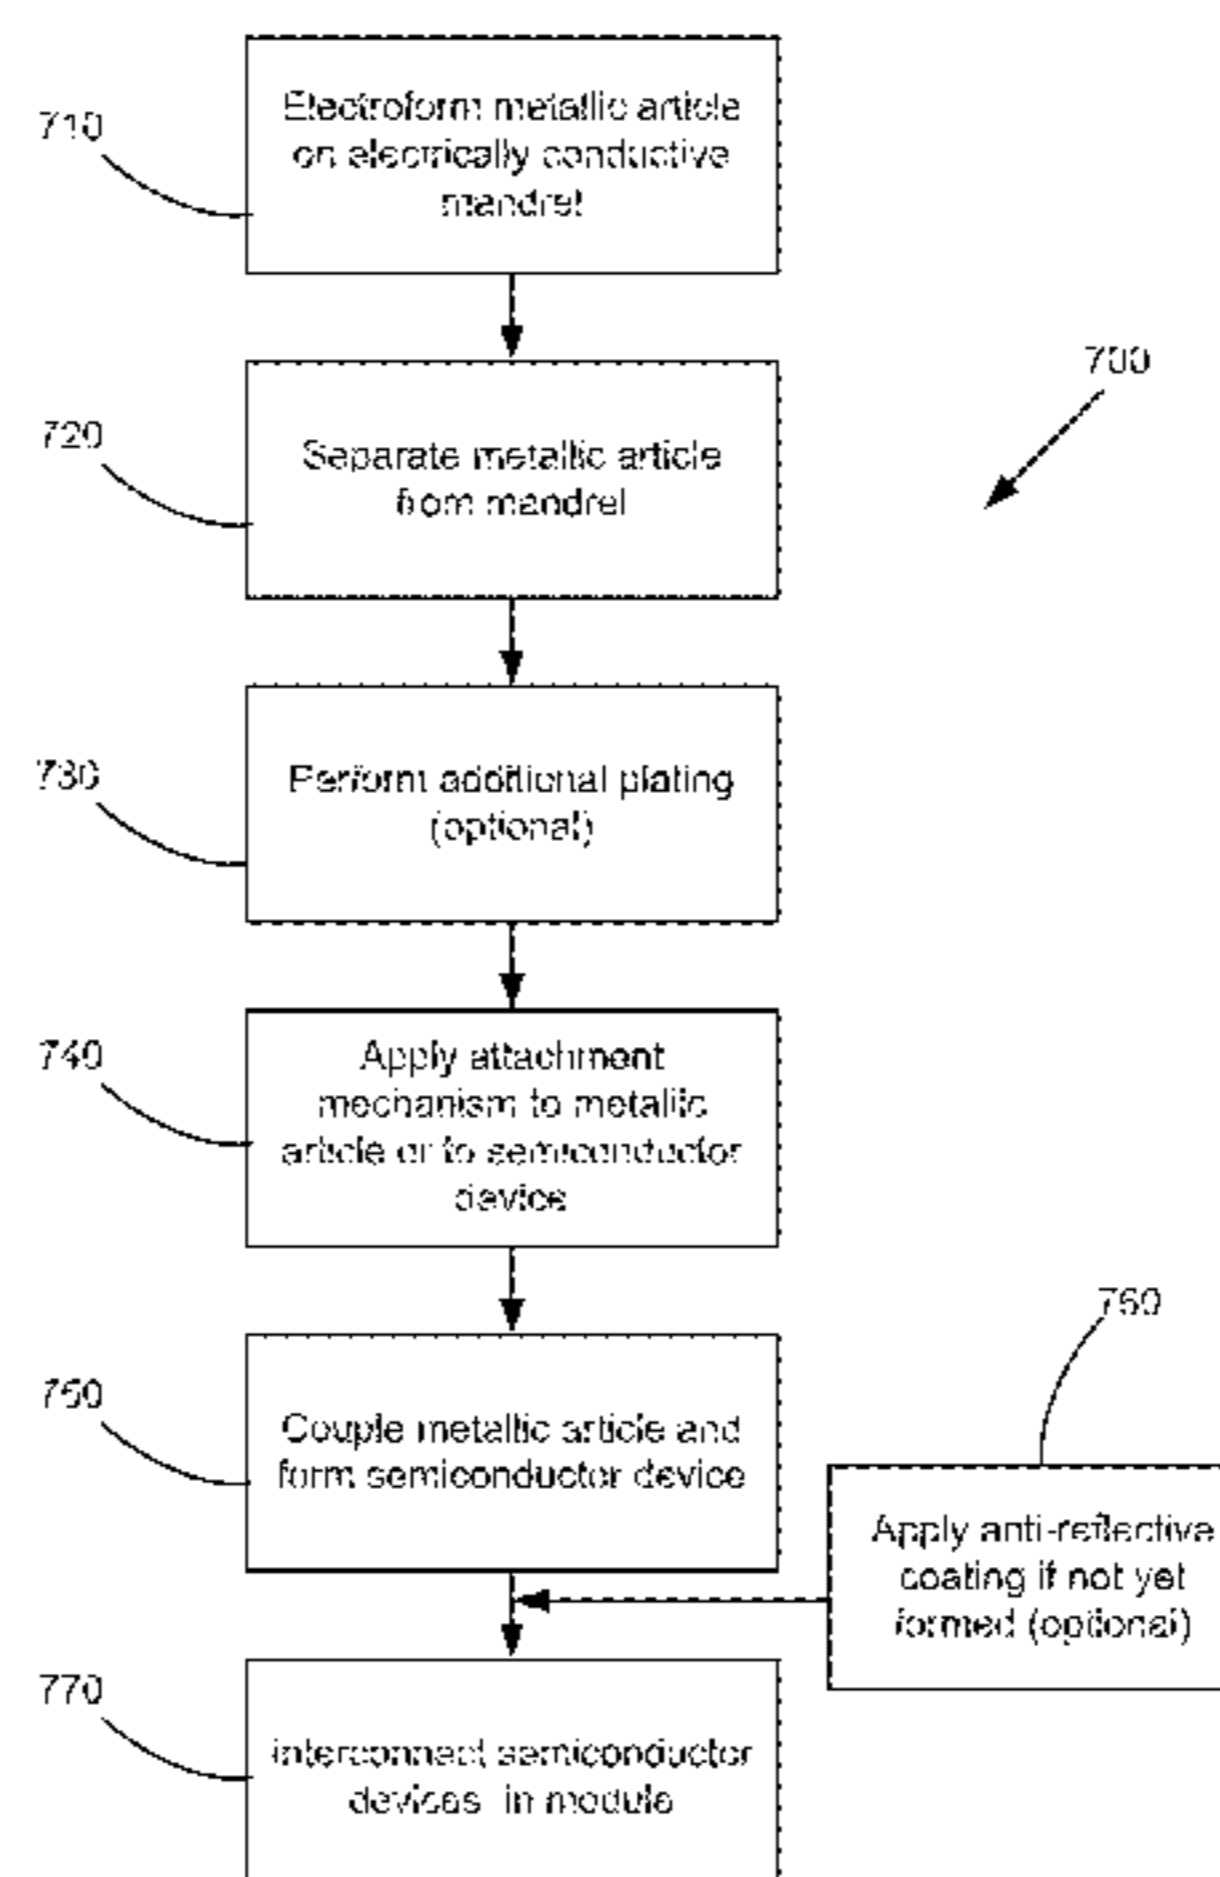 710
Electroform metallic article
on electrically conductive
mandrel
700
720
Separate metallic article
from mandrel
730
Perform additional plating
(optional)
740
Apply attachment
mechanism to metallic
article or to semiconductor
device
750
Couple metallic article and
form semiconductor device
760
Apply anti-reflective
coating if not yet
formed (optional)
770
interconnect semiconductor
devices in module